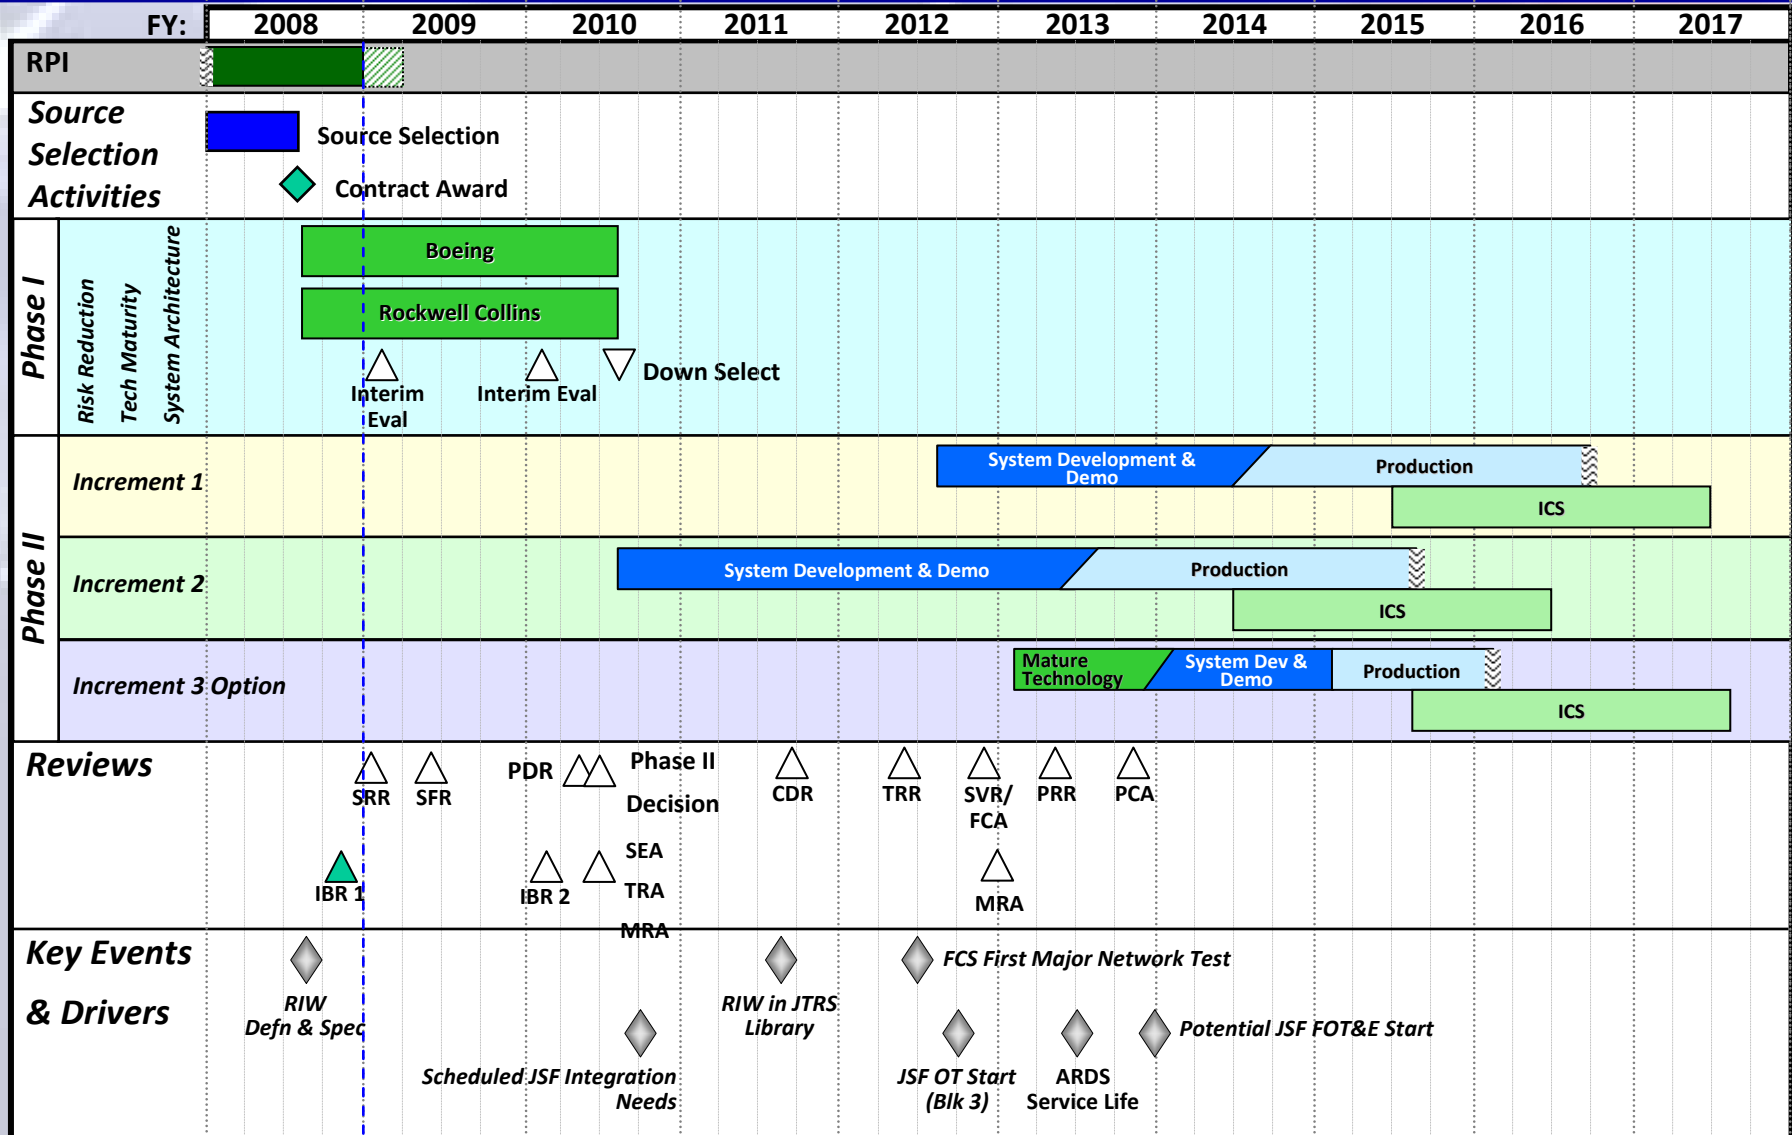 FY: 2008 2009 2010 2011 2012 2013 2014 2015 2016 2017
RPI
Source
Selection
Activities
Source Selection
Contract Award
Phase I
Risk Reduction
Tech Maturity
System Architecture
Boeing
Rockwell Collins
Interim
Eval
Interim Eval
Down Select
Phase II
Increment 1
System Development &
Demo
Production
ICS
Increment 2
System Development & Demo
Production
ICS
Increment 3 Option
Mature
Technology
System Dev &
Demo
Production
ICS
Reviews
SRR
SFR
PDR
Phase II
Decision
CDR
TRR
SVR/
FCA
PRR
PCA
IBR 1
IBR 2
SEA
TRA
MRA
MRA
Key Events
& Drivers
RIW
Defn & Spec
Scheduled JSF Integration
Needs
RIW in JTRS
Library
FCS First Major Network Test
JSF OT Start
(Blk 3)
ARDS
Service Life
Potential JSF FOT&E Start